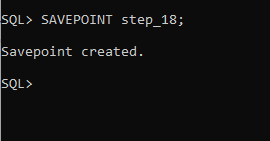 SQL> SAVEPOINT step_18;
Savepoint created.
SQL>